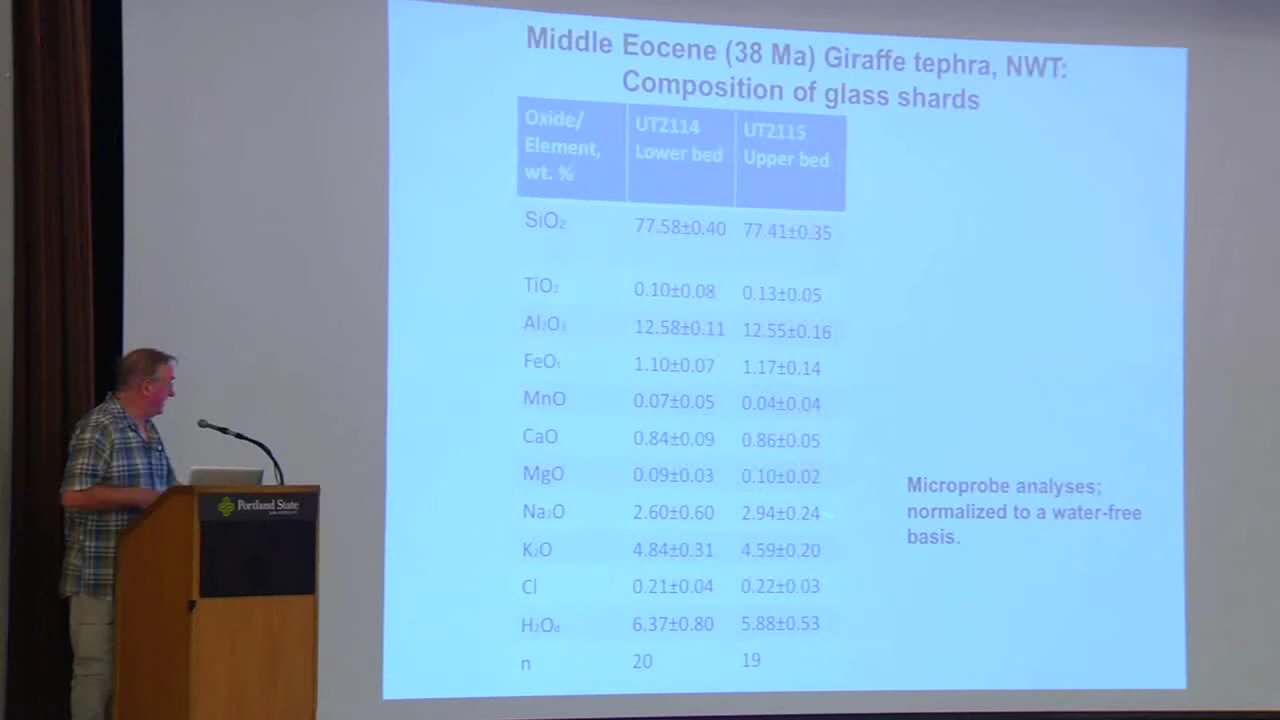 Middle Eocene (38 Ma) Giraffe tephra, NWT:
Composition of glass shards
Oxide/ Element, wt. % UT2114 Lower bed UT2115 Upper bed
SiO₂ 77.58±0.40 77.41±0.35
TiO₂ 0.10±0.08 0.13±0.05
Al₂O₃ 12.58±0.11 12.55±0.16
FeOₜ 1.10±0.07 1.17±0.14
MnO 0.07±0.05 0.04±0.04
CaO 0.84±0.09 0.86±0.05
MgO 0.09±0.03 0.10±0.02
Na₂O 2.60±0.60 2.94±0.24
K₂O 4.84±0.31 4.59±0.20
Cl 0.21±0.04 0.22±0.03
H₂Od 6.37±0.80 5.88±0.53
n 20 19
Microprobe analyses;
normalized to a water-free
basis.
Portland State